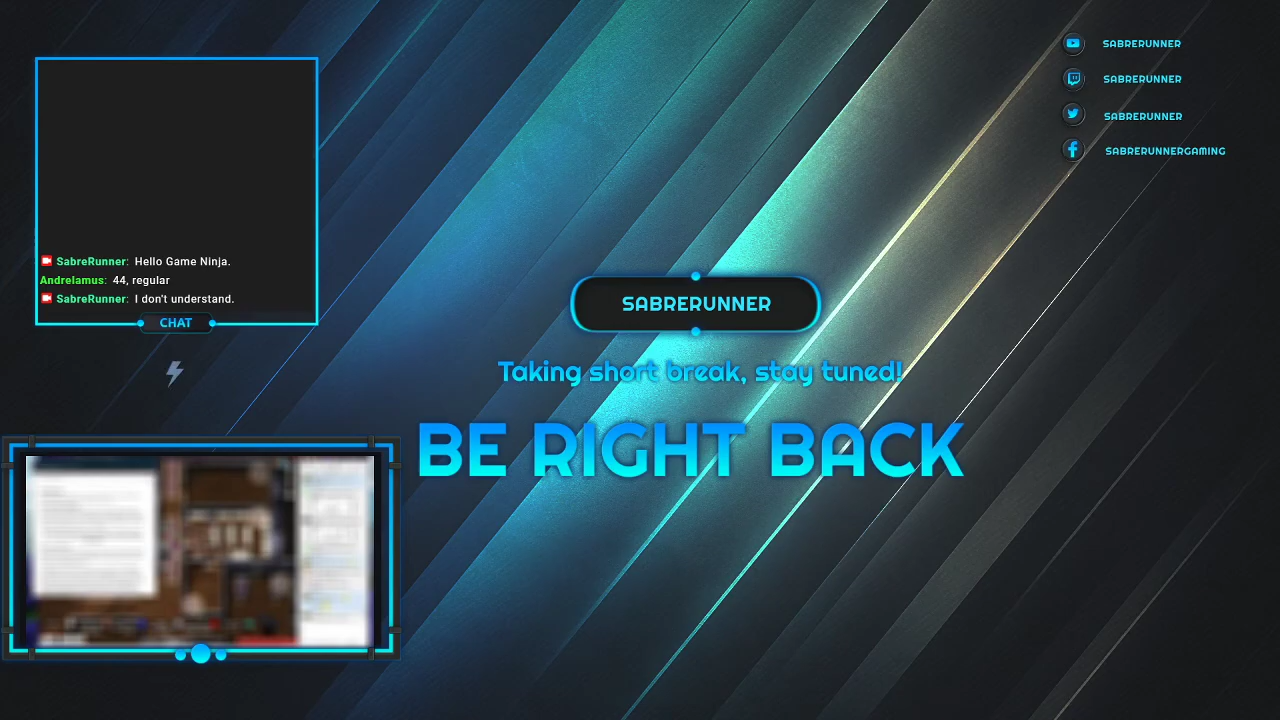 SabreRunner: Hello Game Ninja.
Andrelamus: 44, regular
SabreRunner: I don't understand.
CHAT
SABRERUNNER
SABRERUNNER
SABRERUNNER
SABRERUNNERGAMING
SABRERUNNER
Taking short break, stay tuned!
BE RIGHT BACK